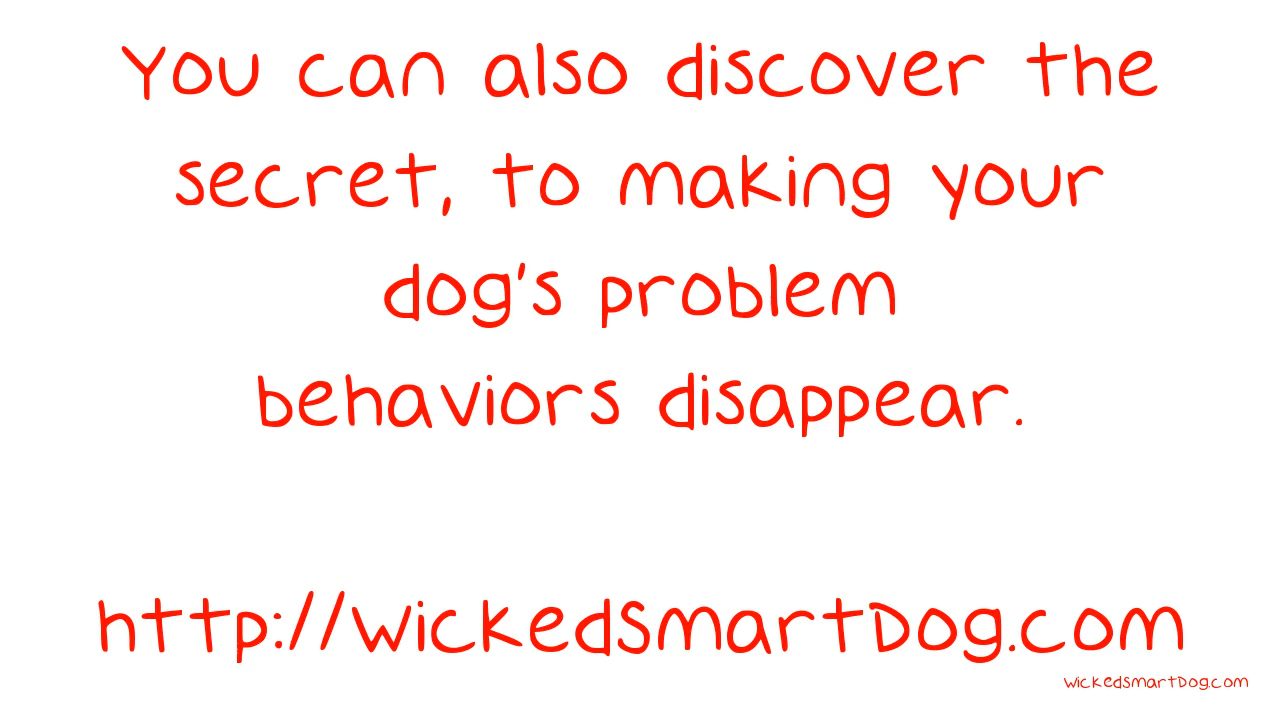 You can also discover the
secret, to making your
dog's problem
behaviors disappear.
http://WickedSmartDog.com
WickedSmartDog.com